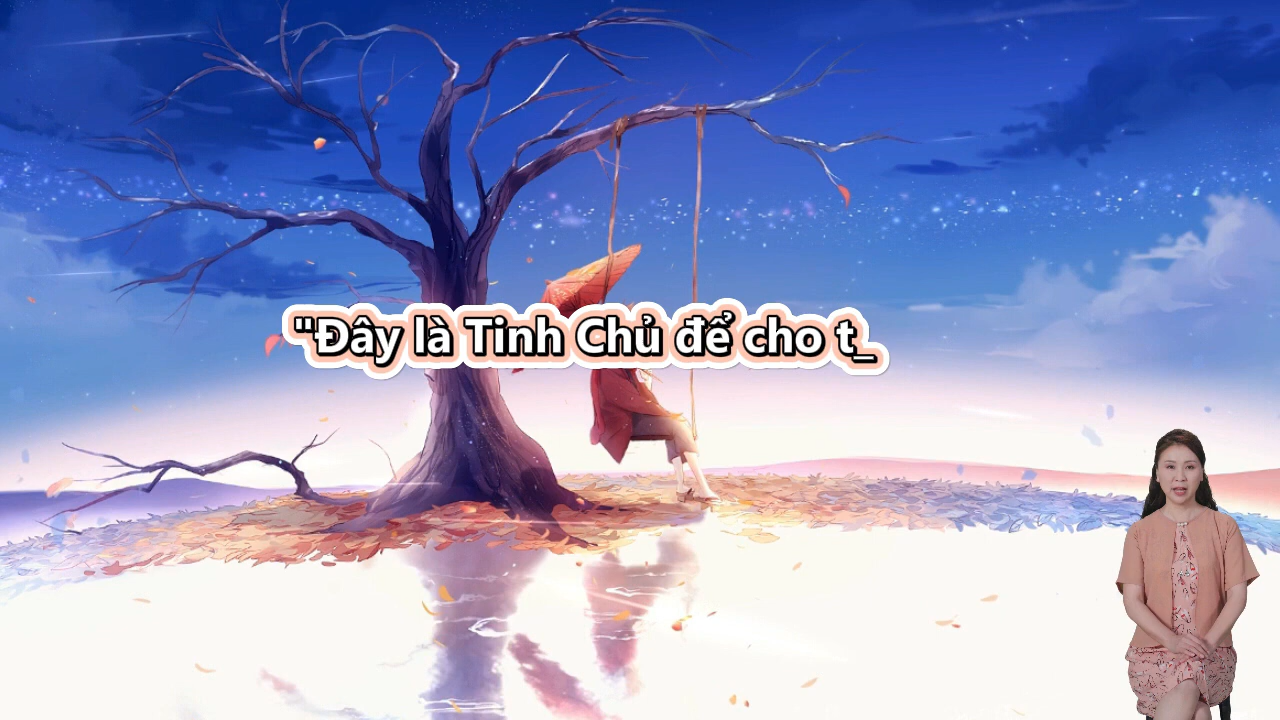 "Đây là Tinh Chủ để cho t_